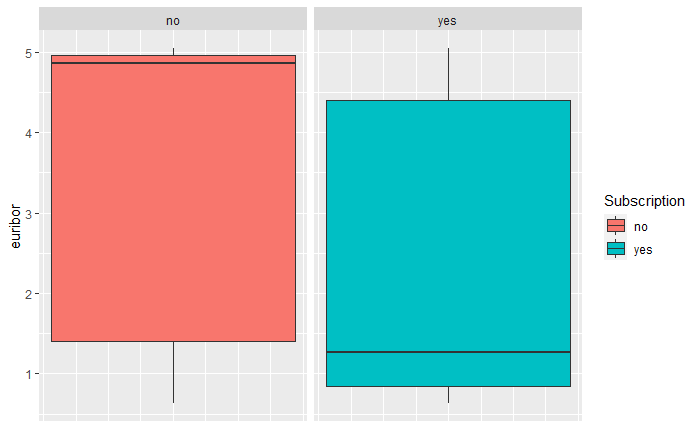 no
yes
5
4
3
2
1
euribor
Subscription
no
yes